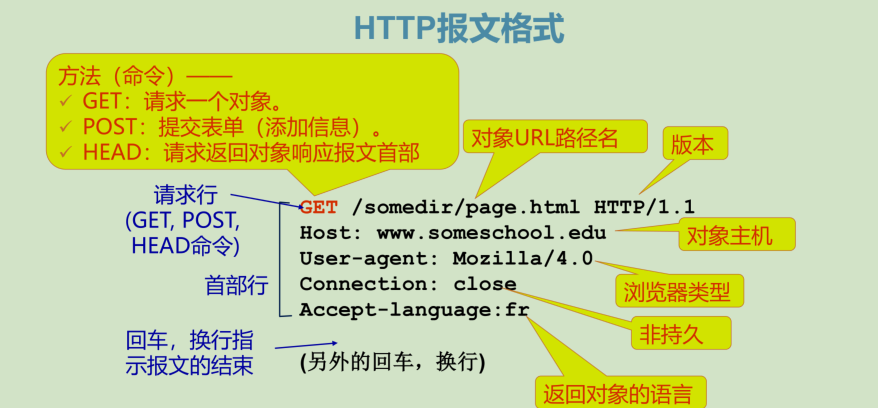 HTTP报文格式
方法（命令）——
✓ GET：请求一个对象。
✓ POST：提交表单（添加信息）。
✓ HEAD：请求返回对象响应报文首部
对象URL路径名
版本
请求行
(GET, POST,
HEAD命令)
GET /somedir/page.html HTTP/1.1
Host: www.someschool.edu
对象主机
User-agent: Mozilla/4.0
浏览器类型
首部行
Connection: close
非持久
Accept-language:fr
返回对象的语言
回车，换行指
示报文的结束
(另外的回车，换行)